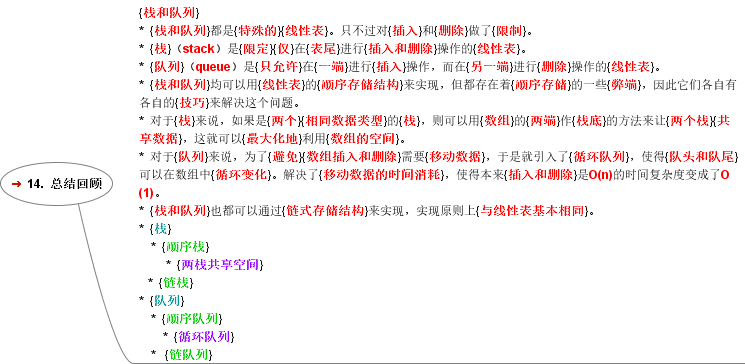 {栈和队列}
* {栈和队列}都是{特殊的}{线性表}。只不过对{插入}和{删除}做了{限制}。
* {栈}（stack）是{限定}{仅}在{表尾}进行{插入和删除}操作的{线性表}。
* {队列}（queue）是{只允许}在{一端}进行{插入}操作，而在{另一端}进行{删除}操作的{线性表}。
* {栈和队列}均可以用{线性表}的{顺序存储结构}来实现，但都存在着{顺序存储}的一些{弊端}，因此它们各自有
各自的{技巧}来解决这个问题。
* 对于{栈}来说，如果是{两个}{相同数据类型}的{栈}，则可以用{数组}的{两端}作{栈底}的方法来让{两个栈}{共
享数据}，这就可以{最大化地}利用{数组的空间}。
* 对于{队列}来说，为了{避免}{数组插入和删除}需要{移动数据}，于是就引入了{循环队列}，使得{队头和队尾}
可以在数组中{循环变化}。解决了{移动数据的时间消耗}，使得本来{插入和删除}是O(n)的时间复杂度变成了O
(1)。
* {栈和队列}也都可以通过{链式存储结构}来实现，实现原则上{与线性表基本相同}。
* {栈}
* {顺序栈}
* {两栈共享空间}
* {链栈}
* {队列}
* {顺序队列}
* {循环队列}
* {链队列}
➔ 14. 总结回顾